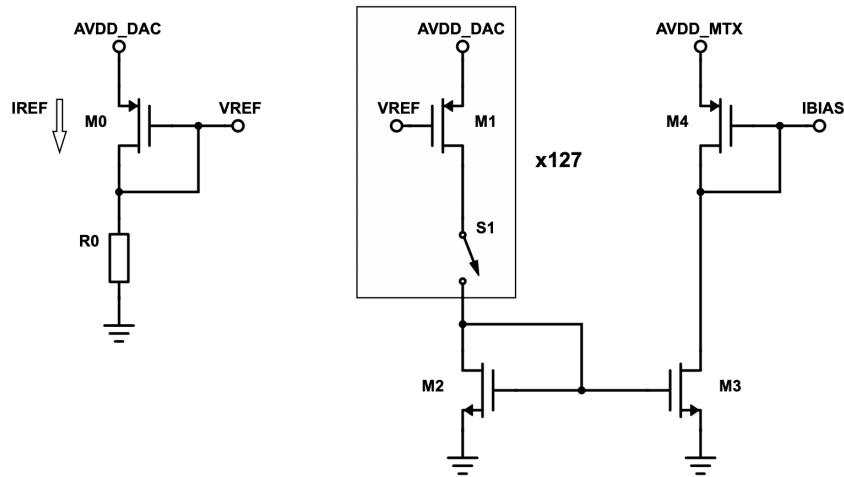 AVDD_DAC
AVDD_DAC
AVDD_MTX
IREF
M0
VREF
VREF
M1
M4
IBIAS
x127
R0
S1
M2
M3